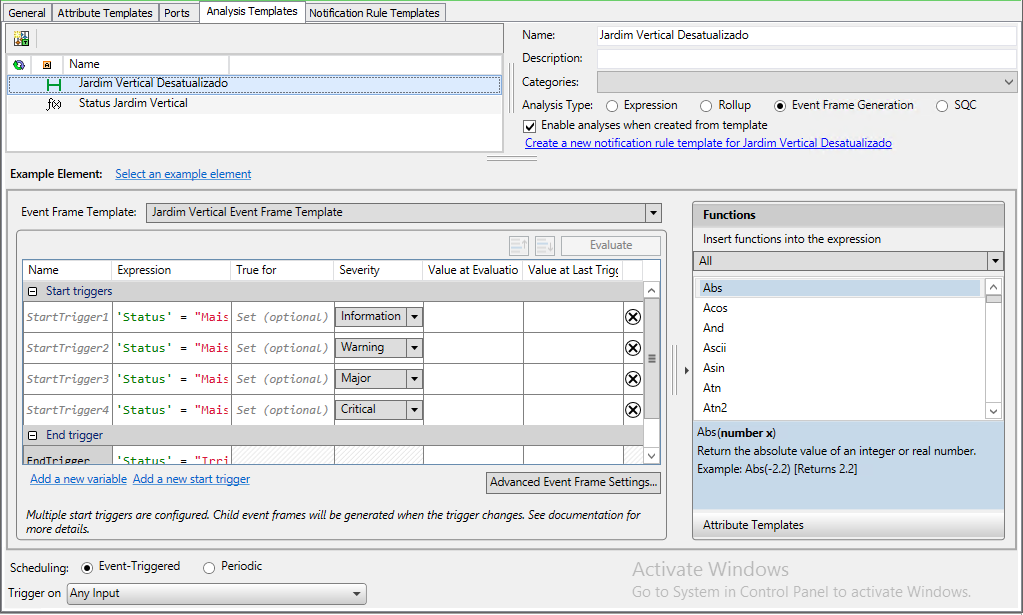 General Attribute Templates Ports Analysis Templates Notification Rule Templates
Name
Jardim Vertical Desatualizado
f(x) Status Jardim Vertical
Name: Jardim Vertical Desatualizado
Description:
Categories:
Analysis Type: Expression Rollup Event Frame Generation SQC
Enable analyses when created from template
Create a new notification rule template for Jardim Vertical Desatualizado
Example Element: Select an example element
Event Frame Template: Jardim Vertical Event Frame Template
Evaluate
Name Expression True for Severity Value at Evaluatio Value at Last Trigg
Start triggers
StartTrigger1 'Status' = "Mais Set (optional) Information
StartTrigger2 'Status' = "Mais Set (optional) Warning
StartTrigger3 'Status' = "Mais Set (optional) Major
StartTrigger4 'Status' = "Mais Set (optional) Critical
End trigger
EndTrigger 'Status' = "Irri
Add a new variable Add a new start trigger
Advanced Event Frame Settings...
Multiple start triggers are configured. Child event frames will be generated when the trigger changes. See documentation for
more details.
Functions
Insert functions into the expression
All
Abs
Acos
And
Ascii
Asin
Atn
Atn2
Abs(number x)
Return the absolute value of an integer or real number.
Example: Abs(-2.2) [Returns 2.2]
Attribute Templates
Scheduling: Event-Triggered Periodic
Trigger on Any Input
Activate Windows
Go to System in Control Panel to activate Windows.